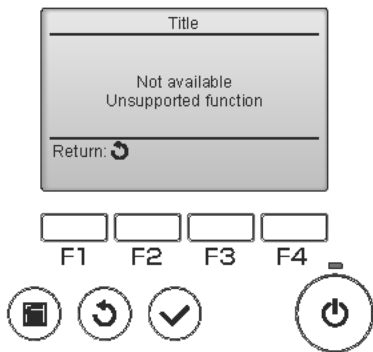 Title
Not available
Unsupported function
Return:
F1 F2 F3 F4